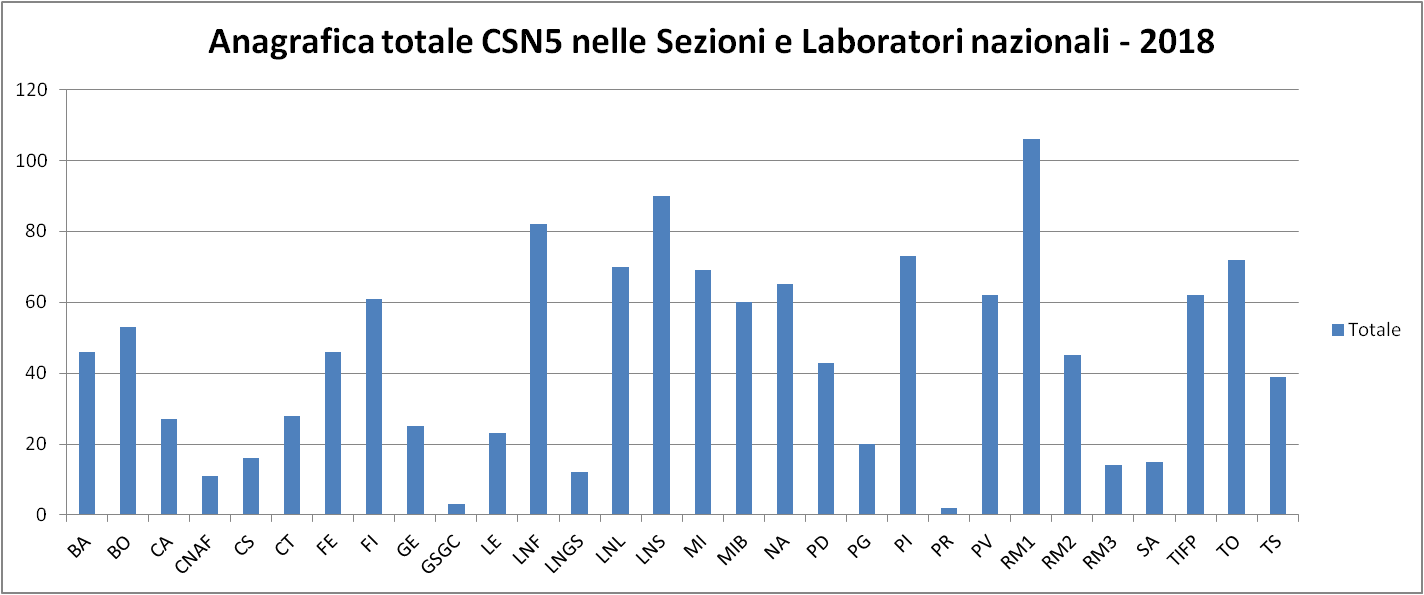 Anagrafica totale CSN5 nelle Sezioni e Laboratori nazionali - 2018
120
100
80
60
40
20
0
Totale
BA BO CA CNAF CS CT FE FI GE GSGC LE LNF LNGS LNL LNS MI MIB NA PD PG PI PR PV RM1 RM2 RM3 SA TIFP TO TS